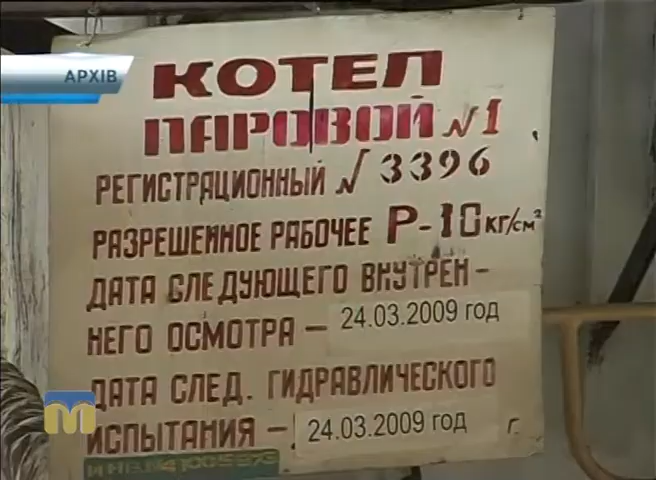 АРХІВ
КОТЕЛ
ПАРОВОЙ №1
РЕГИСТРАЦИОННЫЙ № 3396
РАЗРЕШЕННОЕ РАБОЧЕЕ Р-10 КГ/СМ²
ДАТА СЛЕДУЮЩЕГО ВНУТРЕН-
НЕГО ОСМОТРА – 24.03.2009 год
ДАТА СЛЕД. ГИДРАВЛИЧЕСКОГО
ИСПЫТАНИЯ – 24.03.2009 год г.
М